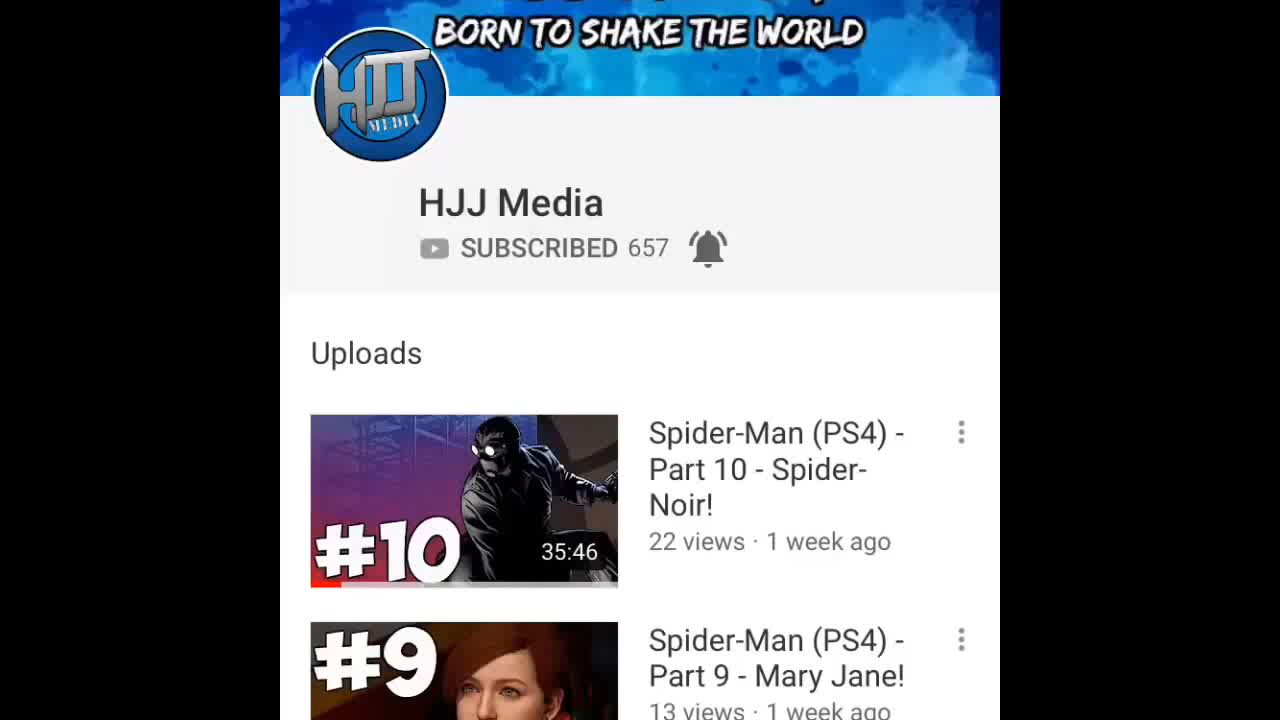 BORN TO SHAKE THE WORLD
HJJ
MEDIA
HJJ Media
SUBSCRIBED 657
Uploads
#10
35:46
Spider-Man (PS4) -
Part 10 - Spider-
Noir!
22 views · 1 week ago
#9
Spider-Man (PS4) -
Part 9 - Mary Jane!
13 views · 1 week ago